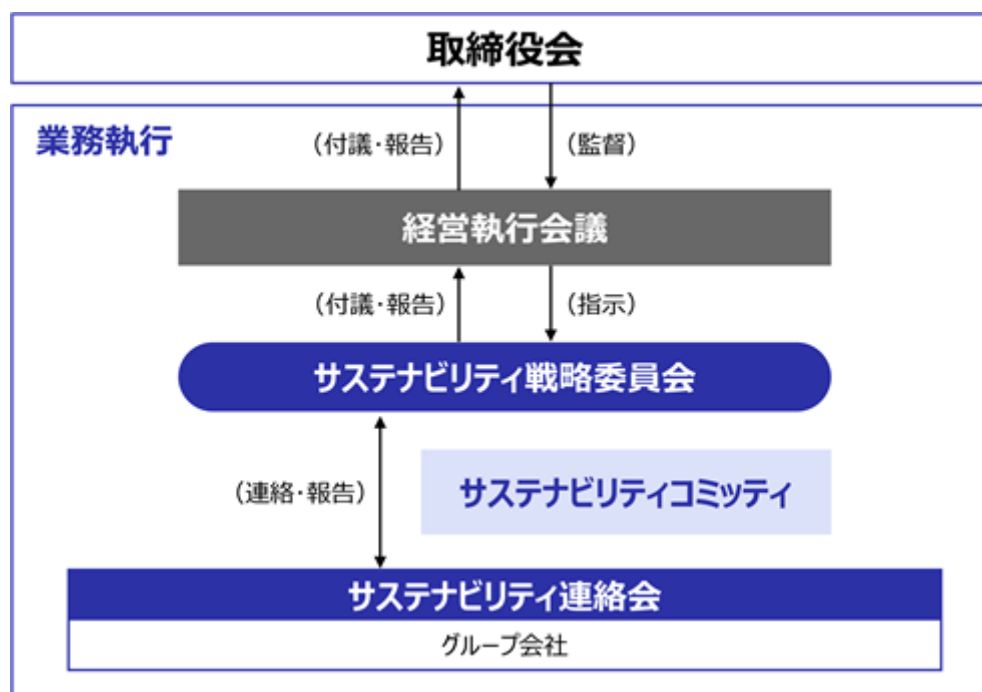 取締役会
業務執行
（付議・報告）
（監督）
経営執行会議
（付議・報告）
（指示）
サステナビリティ戦略委員会
（連絡・報告）
サステナビリティコミッティ
サステナビリティ連絡会
グループ会社